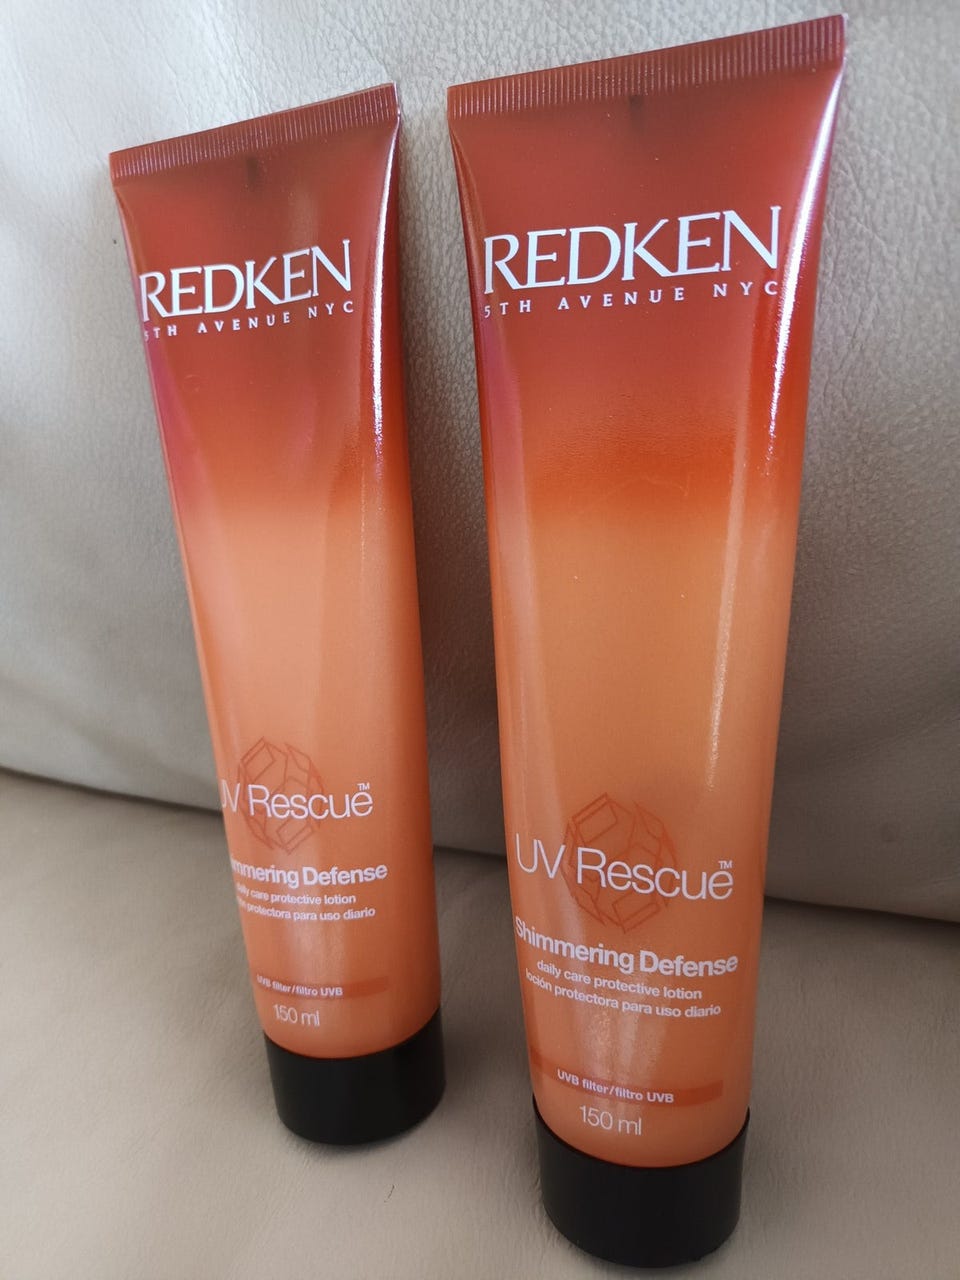 REDKEN
5TH AVENUE NYC
UV Rescue™
Defense
daily care protective lotion
protectora para uso diario
UVB filter/filtro UVB
150 ml
REDKEN
5TH AVENUE NYC
UV Rescue™
Shimmering Defense
daily care protective lotion
loción protectora para uso diario
UVB filter/filtro UVB
150 ml